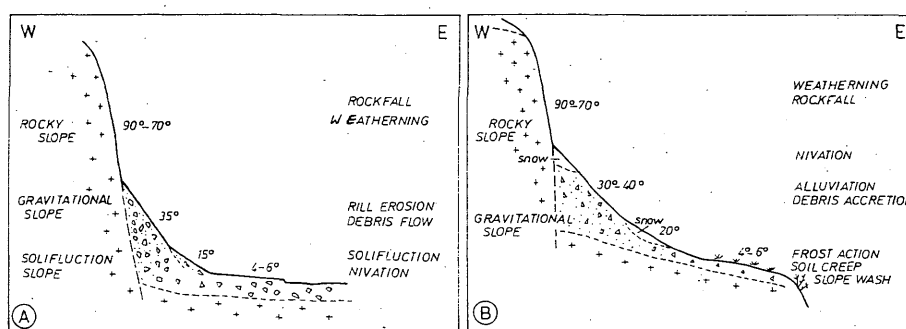 W E
ROCKFALL
WEATHERNING
90°-70°
ROCKY
SLOPE
GRAVITATIONAL
SLOPE
35°
RILL EROSION
DEBRIS FLOW
SOLIFLUCTION
SLOPE
15°
4-6°
SOLIFLUCTION
NIVATION
A
W E
WEATHERNING
ROCKFALL
90°-70°
ROCKY
SLOPE
snow
NIVATION
30°-40°
ALLUVIATION
DEBRIS ACCRETION
GRAVITATIONAL
SLOPE
snow
20°
4°-6°
FROST ACTION
SOIL CREEP
SLOPE WASH
B